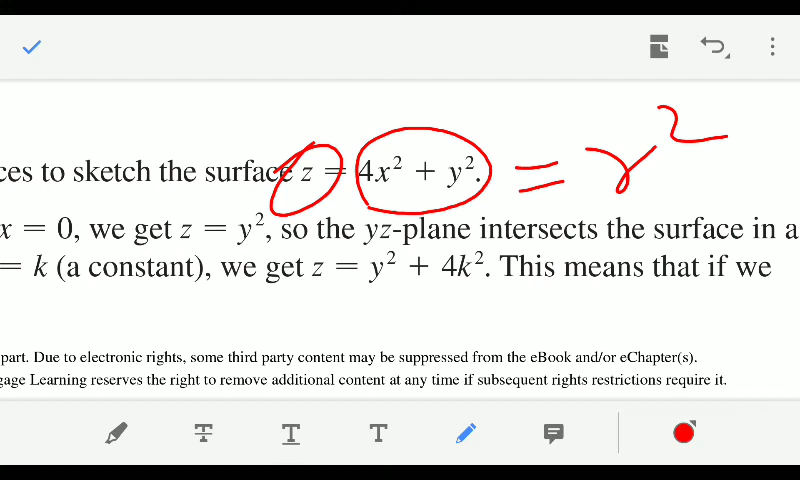 ces to sketch the surface z = 4x² + y². = r²
x = 0, we get z = y², so the yz-plane intersects the surface in a
= k (a constant), we get z = y² + 4k². This means that if we
part. Due to electronic rights, some third party content may be suppressed from the eBook and/or eChapter(s).
gage Learning reserves the right to remove additional content at any time if subsequent rights restrictions require it.
T T T